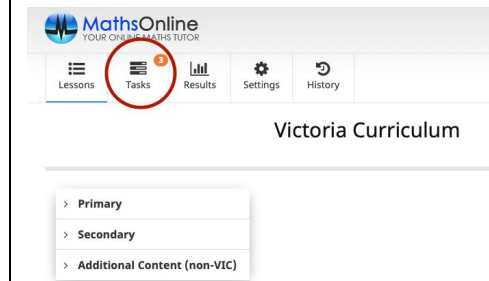 MathsOnline
YOUR ONLINE MATHS TUTOR
3
Lessons Tasks Results Settings History
Victoria Curriculum
> Primary
> Secondary
> Additional Content (non-VIC)